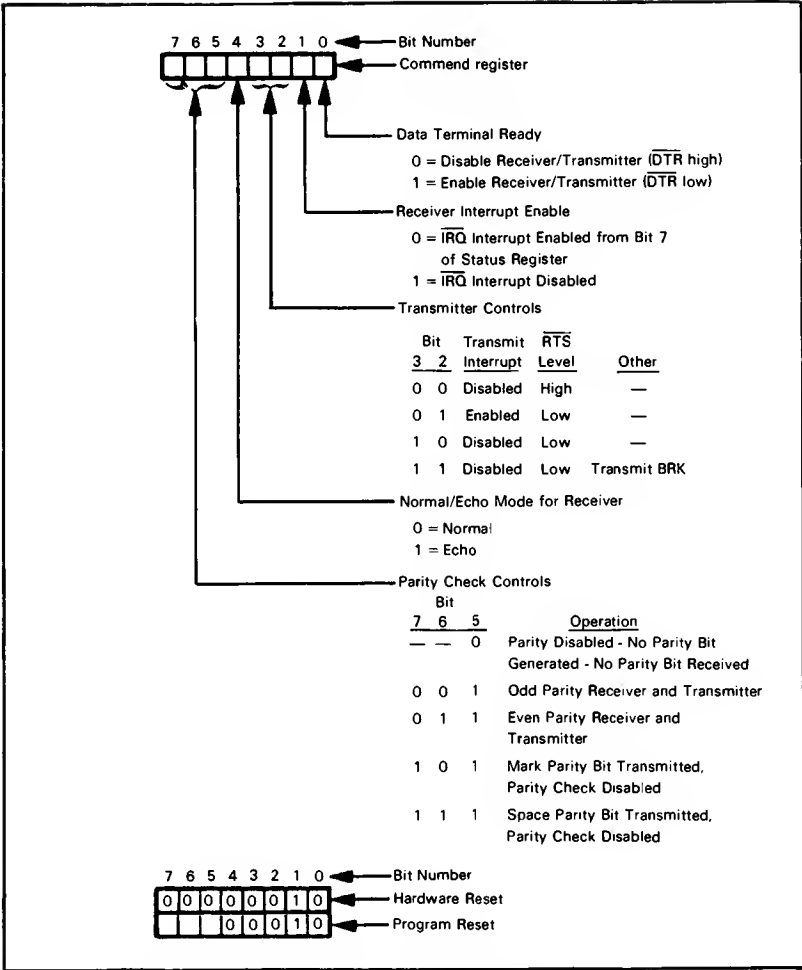 7 6 5 4 3 2 1 0 Bit Number
Commend register
Data Terminal Ready
0 = Disable Receiver/Transmitter (D̅T̅R̅ high)
1 = Enable Receiver/Transmitter (D̅T̅R̅ low)
Receiver Interrupt Enable
0 = I̅R̅Q̅ Interrupt Enabled from Bit 7
of Status Register
1 = I̅R̅Q̅ Interrupt Disabled
Transmitter Controls
Bit Transmit R̅T̅S̅
3 2 Interrupt Level Other
0 0 Disabled High —
0 1 Enabled Low —
1 0 Disabled Low —
1 1 Disabled Low Transmit BRK
Normal/Echo Mode for Receiver
0 = Normal
1 = Echo
Parity Check Controls
Bit
7 6 5 Operation
— — 0 Parity Disabled - No Parity Bit
Generated - No Parity Bit Received
0 0 1 Odd Parity Receiver and Transmitter
0 1 1 Even Parity Receiver and
Transmitter
1 0 1 Mark Parity Bit Transmitted,
Parity Check Disabled
1 1 1 Space Parity Bit Transmitted,
Parity Check Disabled
7 6 5 4 3 2 1 0 Bit Number
0 0 0 0 0 0 1 0 Hardware Reset
0 0 0 1 0 Program Reset